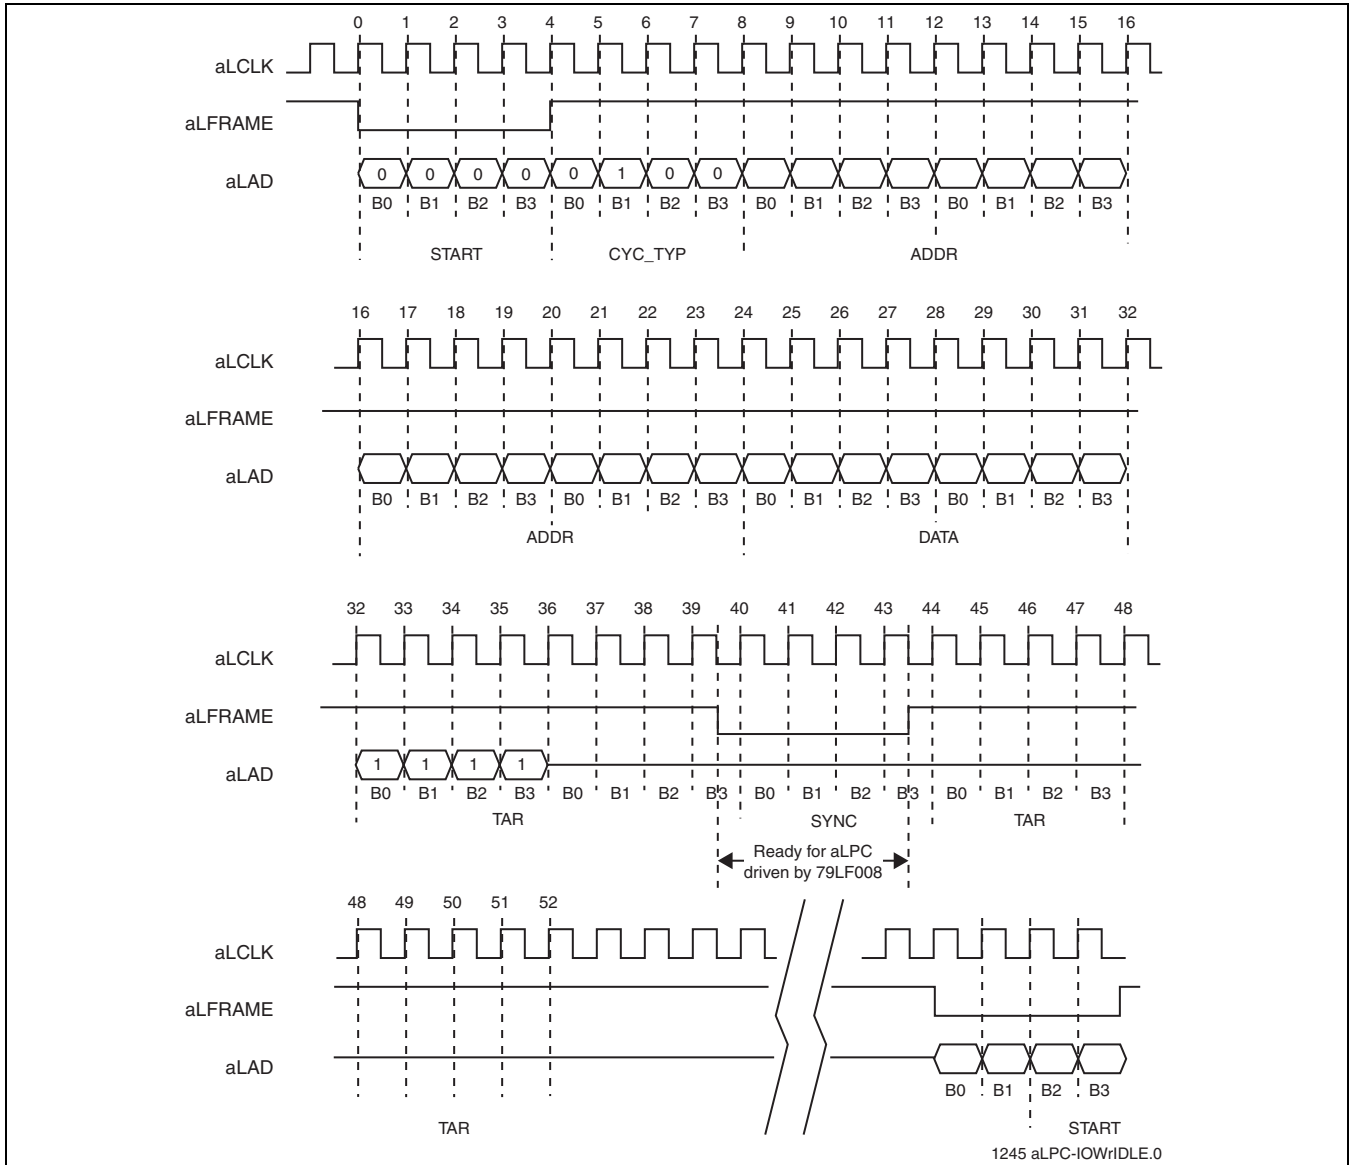 0 1 2 3 4 5 6 7 8 9 10 11 12 13 14 15 16
aLCLK
aLFRAME
aLAD 0 0 0 0 0 1 0 0
B0 B1 B2 B3 B0 B1 B2 B3 B0 B1 B2 B3 B0 B1 B2 B3
START CYC_TYP ADDR
16 17 18 19 20 21 22 23 24 25 26 27 28 29 30 31 32
aLCLK
aLFRAME
aLAD
B0 B1 B2 B3 B0 B1 B2 B3 B0 B1 B2 B3 B0 B1 B2 B3
ADDR DATA
32 33 34 35 36 37 38 39 40 41 42 43 44 45 46 47 48
aLCLK
aLFRAME
aLAD 1 1 1 1
B0 B1 B2 B3 B0 B1 B2 B3 B0 B1 B2 B3 B0 B1 B2 B3
TAR SYNC TAR
Ready for aLPC
driven by 79LF008
48 49 50 51 52
aLCLK
aLFRAME
aLAD
B0 B1 B2 B3
TAR START
1245 aLPC-IOWrIDLE.0